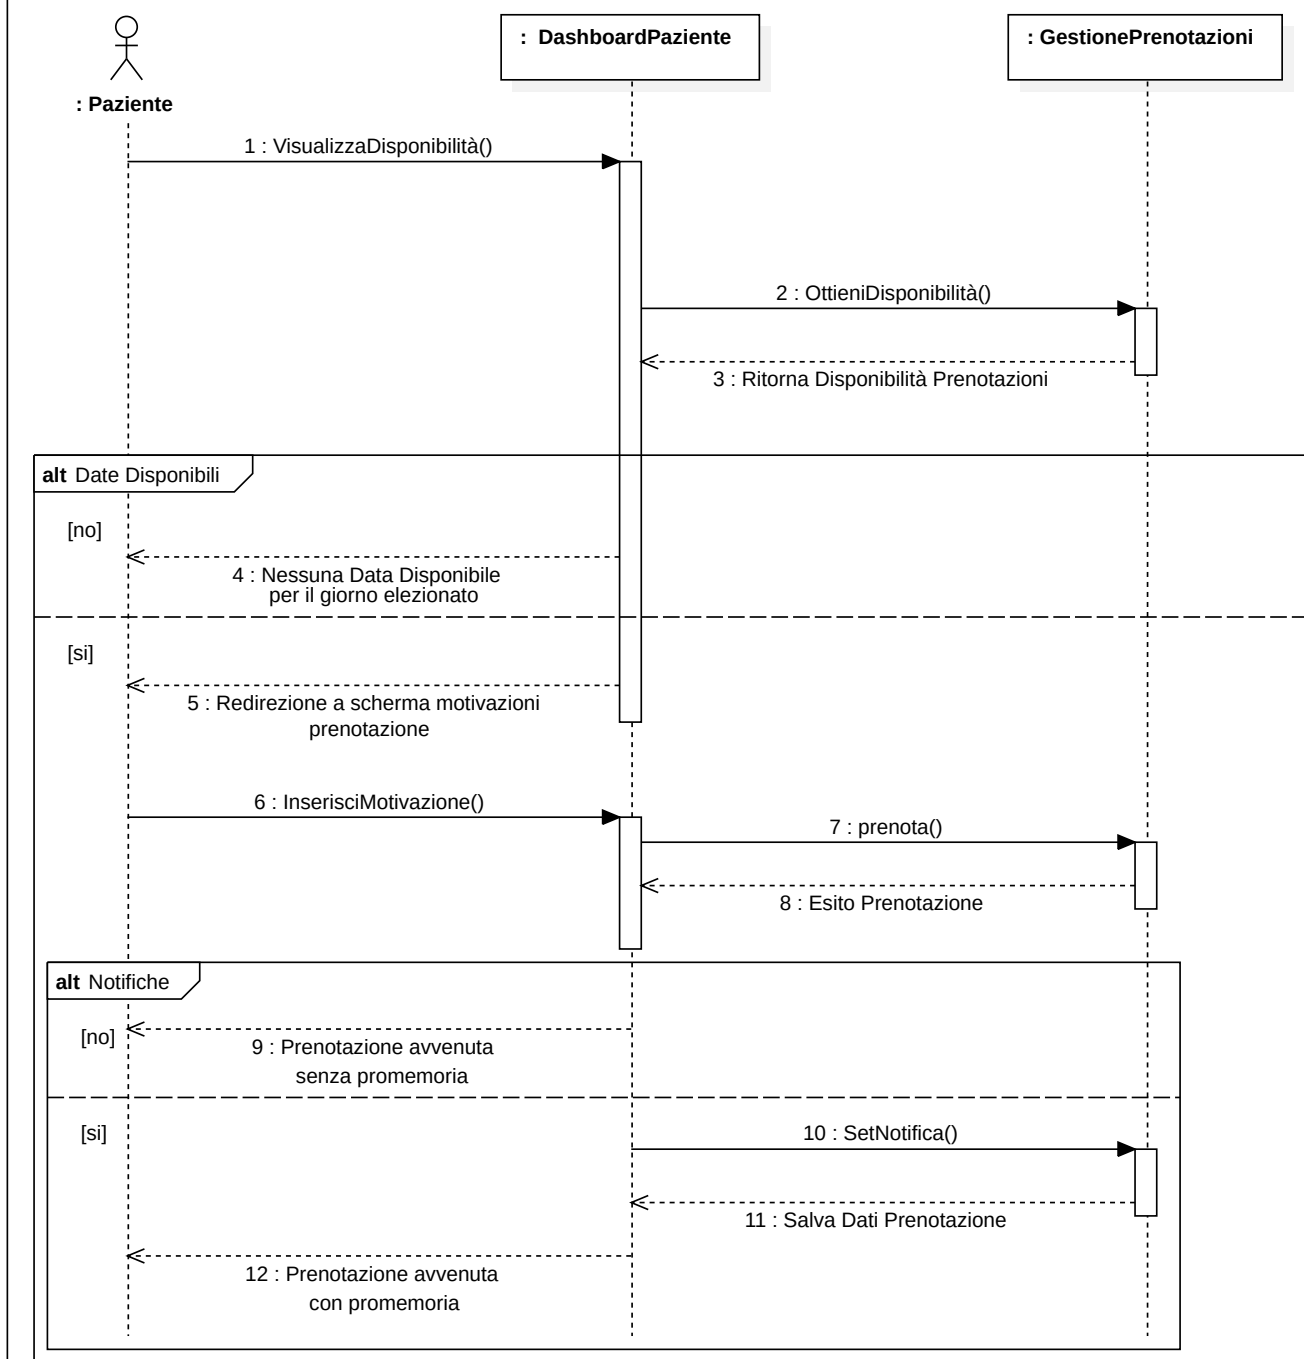 : DashboardPaziente
: GestionePrenotazioni
: Paziente
1 : VisualizzaDisponibilità()
2 : OttieniDisponibilità()
3 : Ritorna Disponibilità Prenotazioni
alt Date Disponibili
[no]
4 : Nessuna Data Disponibile
per il giorno elezionato
[si]
5 : Redirezione a scherma motivazioni
prenotazione
6 : InserisciMotivazione()
7 : prenota()
8 : Esito Prenotazione
alt Notifiche
[no]
9 : Prenotazione avvenuta
senza promemoria
[si]
10 : SetNotifica()
11 : Salva Dati Prenotazione
12 : Prenotazione avvenuta
con promemoria